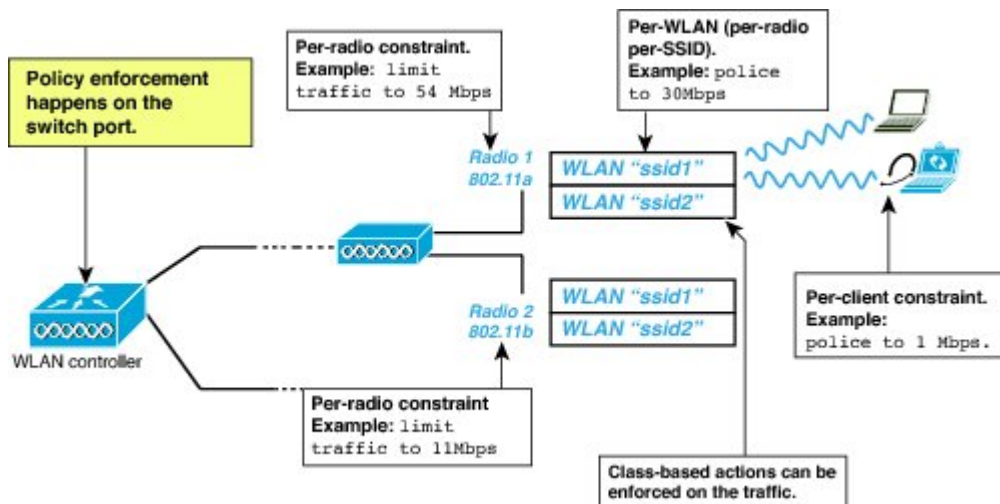 Policy enforcement
happens on the
switch port.
Per-radio constraint.
Example: limit
traffic to 54 Mbps
Per-WLAN (per-radio
per-SSID).
Example: police
to 30Mbps
Radio 1
802.11a
WLAN “ssid1”
WLAN “ssid2”
Radio 2
802.11b
WLAN “ssid1”
WLAN “ssid2”
WLAN controller
Per-client constraint.
Example:
police to 1 Mbps.
Per-radio constraint
Example: limit
traffic to 11Mbps
Class-based actions can be
enforced on the traffic.